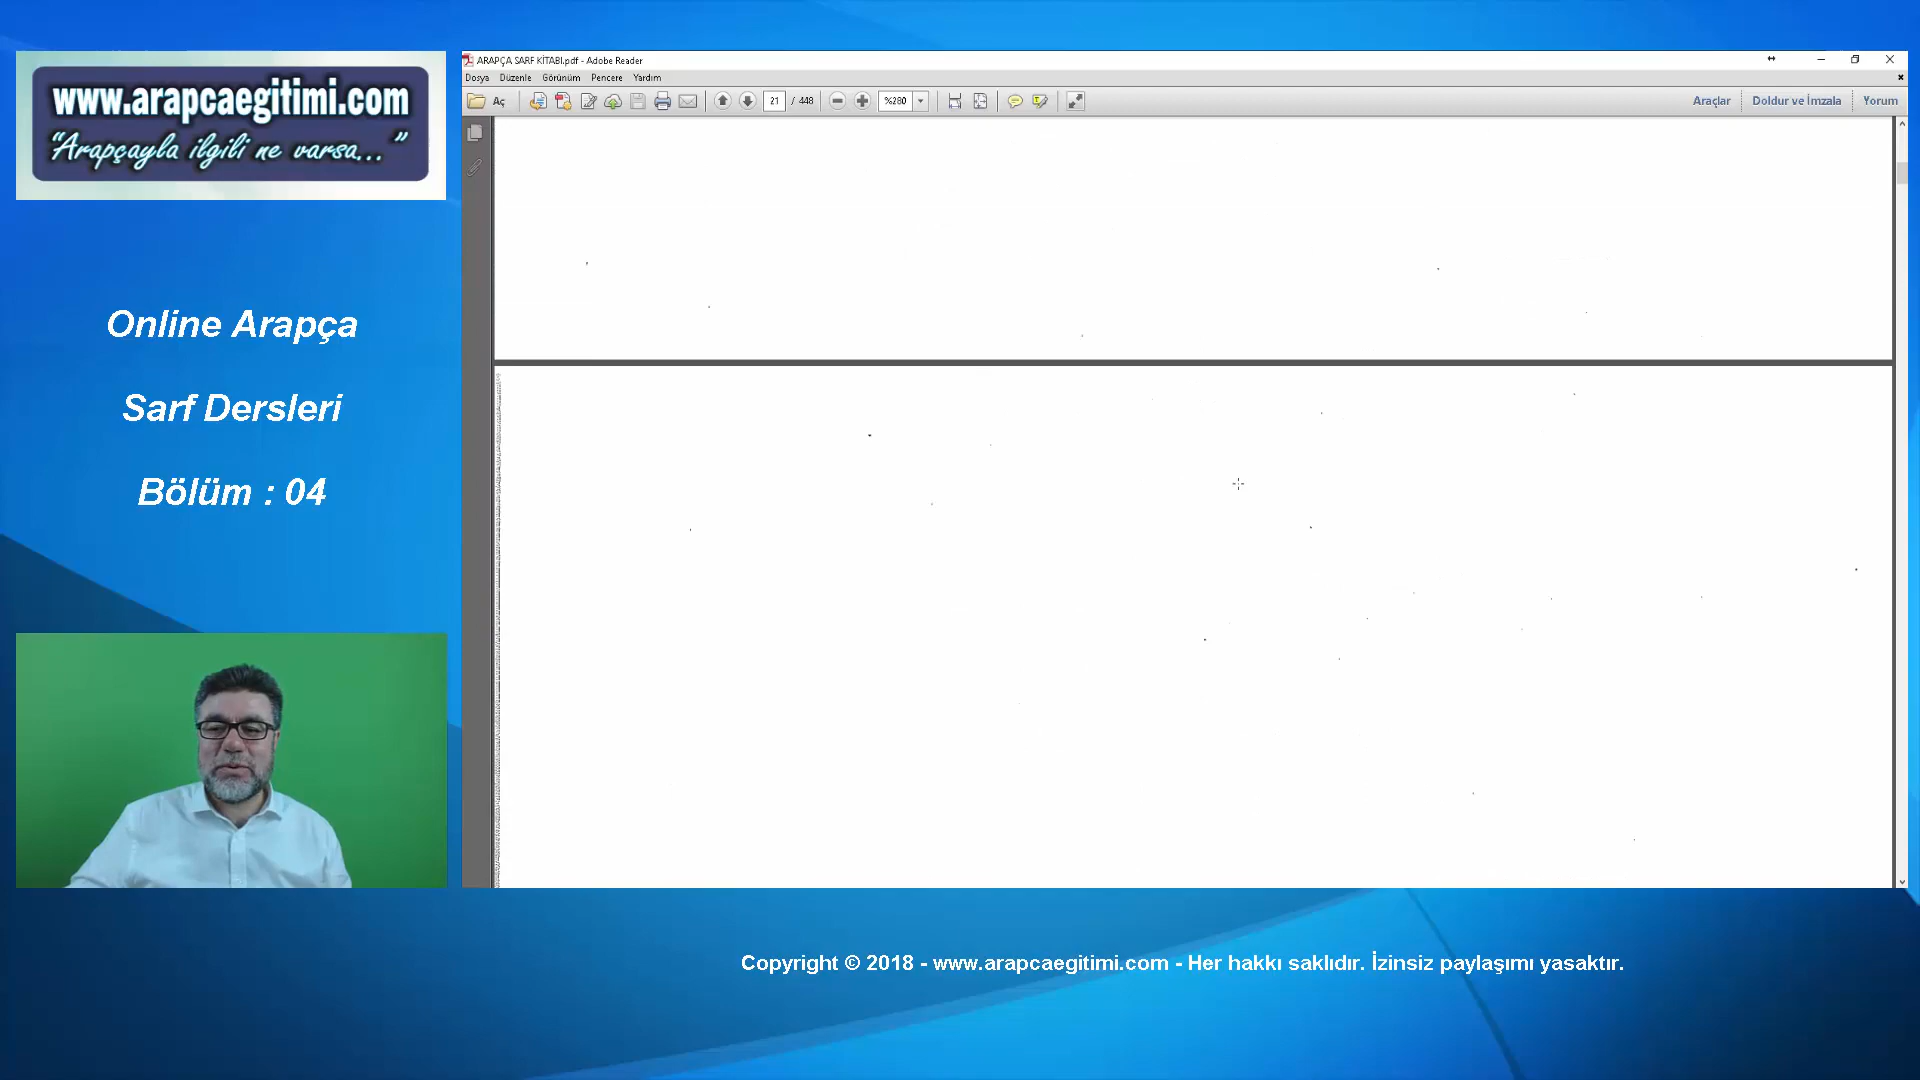 www.arapcaegitimi.com
"Arapçayla ilgili ne varsa..."
Online Arapça
Sarf Dersleri
Bölüm : 04
ARAPÇA SARF KİTABI.pdf - Adobe Reader
Dosya Düzenle Görünüm Pencere Yardım
Aç 21 / 448 %280 Araçlar Doldur ve İmzala Yorum
Copyright © 2018 - www.arapcaegitimi.com - Her hakkı saklıdır. İzinsiz paylaşımı yasaktır.